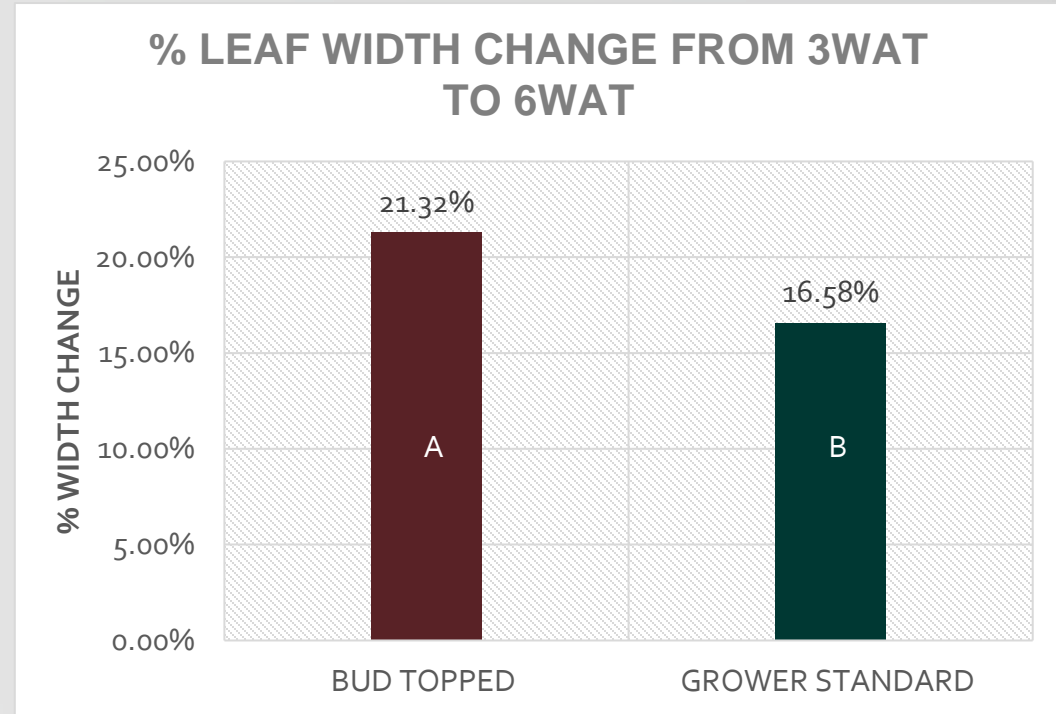 % LEAF WIDTH CHANGE FROM 3WAT
TO 6WAT
% WIDTH CHANGE
25.00%
20.00%
15.00%
10.00%
5.00%
0.00%
21.32%
16.58%
A
B
BUD TOPPED
GROWER STANDARD